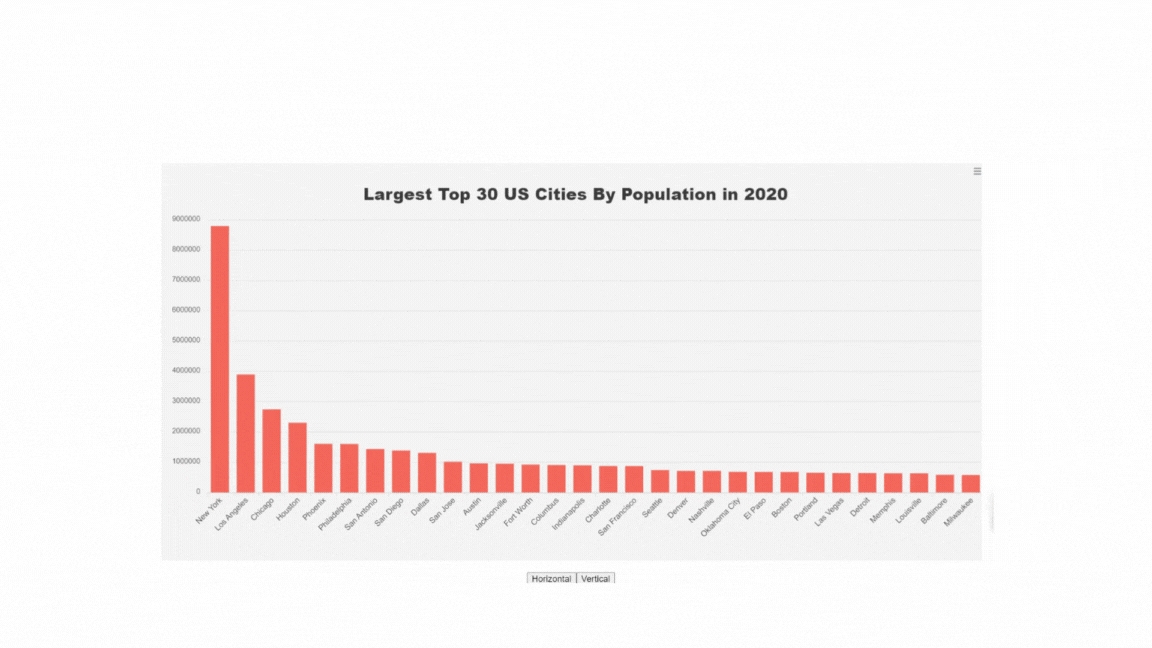 Largest Top 30 US Cities By Population in 2020
9000000
8000000
7000000
6000000
5000000
4000000
3000000
2000000
1000000
0
New York
Los Angeles
Chicago
Houston
Phoenix
Philadelphia
San Antonio
San Diego
Dallas
San Jose
Austin
Jacksonville
Fort Worth
Columbus
Indianapolis
Charlotte
San Francisco
Seattle
Denver
Nashville
Oklahoma City
El Paso
Boston
Portland
Las Vegas
Detroit
Memphis
Louisville
Baltimore
Milwaukee
Horizontal Vertical